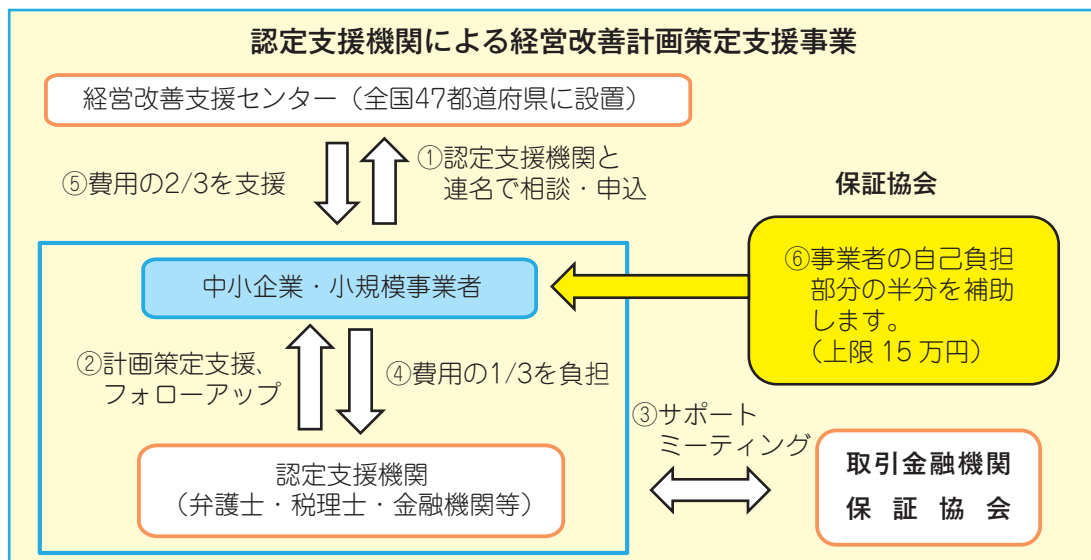 認定支援機関による経営改善計画策定支援事業
経営改善支援センター（全国47都道府県に設置）
⑤費用の2/3を支援
①認定支援機関と
連名で相談・申込
保証協会
⑥事業者の自己負担
部分の半分を補助
します。
（上限 15 万円）
中小企業・小規模事業者
②計画策定支援、
フォローアップ
④費用の1/3を負担
③サポート
ミーティング
認定支援機関
（弁護士・税理士・金融機関等）
取引金融機関
保証協会